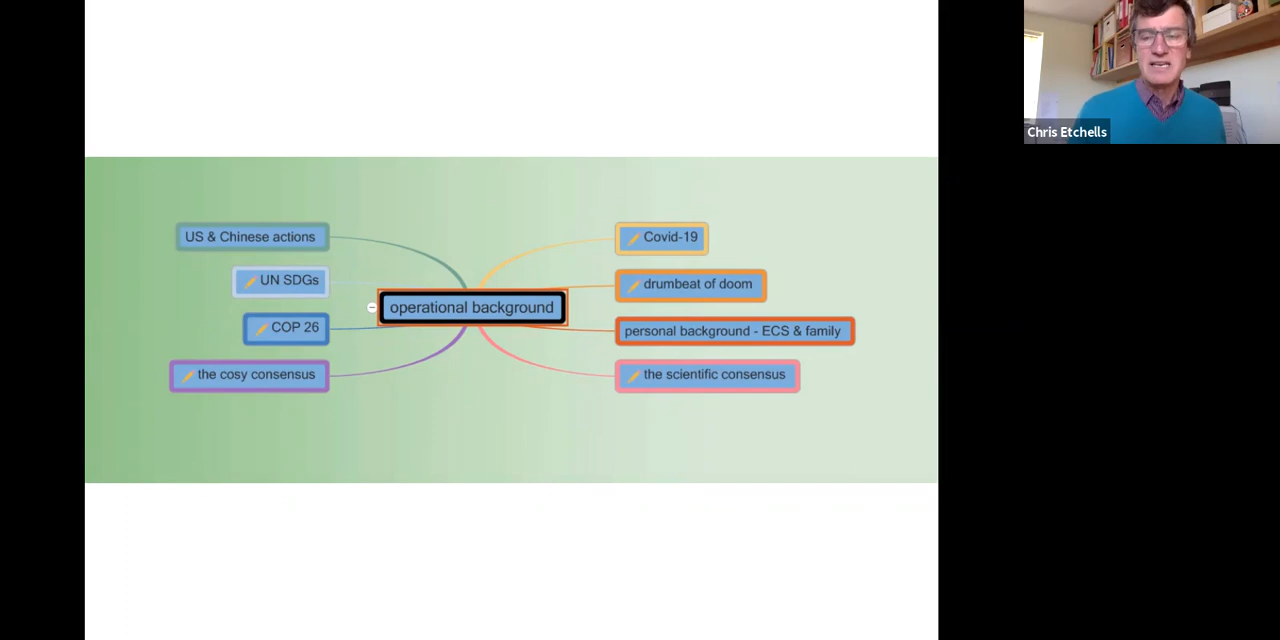 Chris Etchells
US & Chinese actions
UN SDGs
COP 26
the cosy consensus
operational background
Covid-19
drumbeat of doom
personal background - ECS & family
the scientific consensus